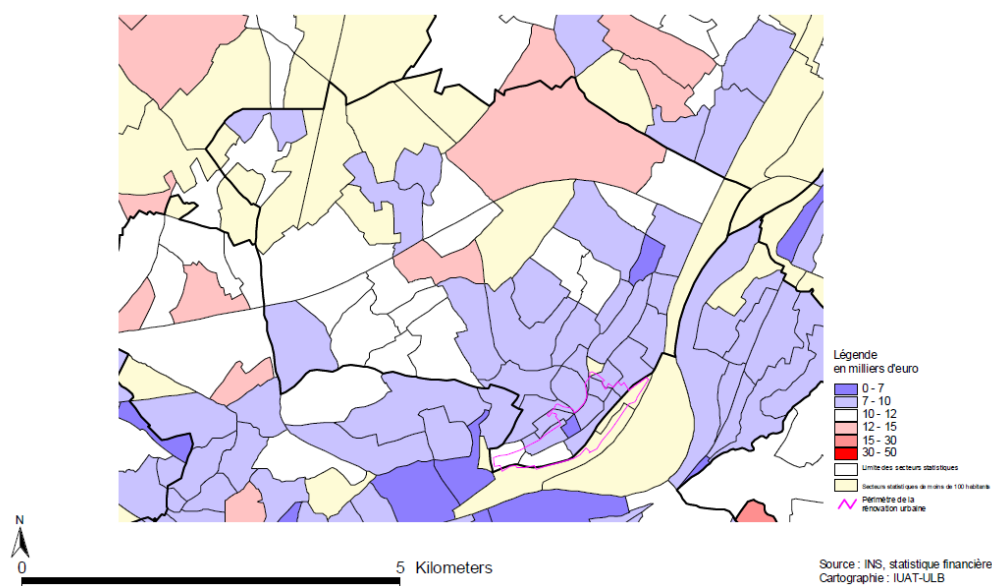 Légende
en milliers d'euro
0 - 7
7 - 10
10 - 12
12 - 15
15 - 30
30 - 50
Limite des secteurs statistiques
Secteurs statistiques de moins de 100 habitants
Périmètre de la
rénovation urbaine
N
0 5 Kilometers
Source : INS, statistique financière
Cartographie : IUAT-ULB